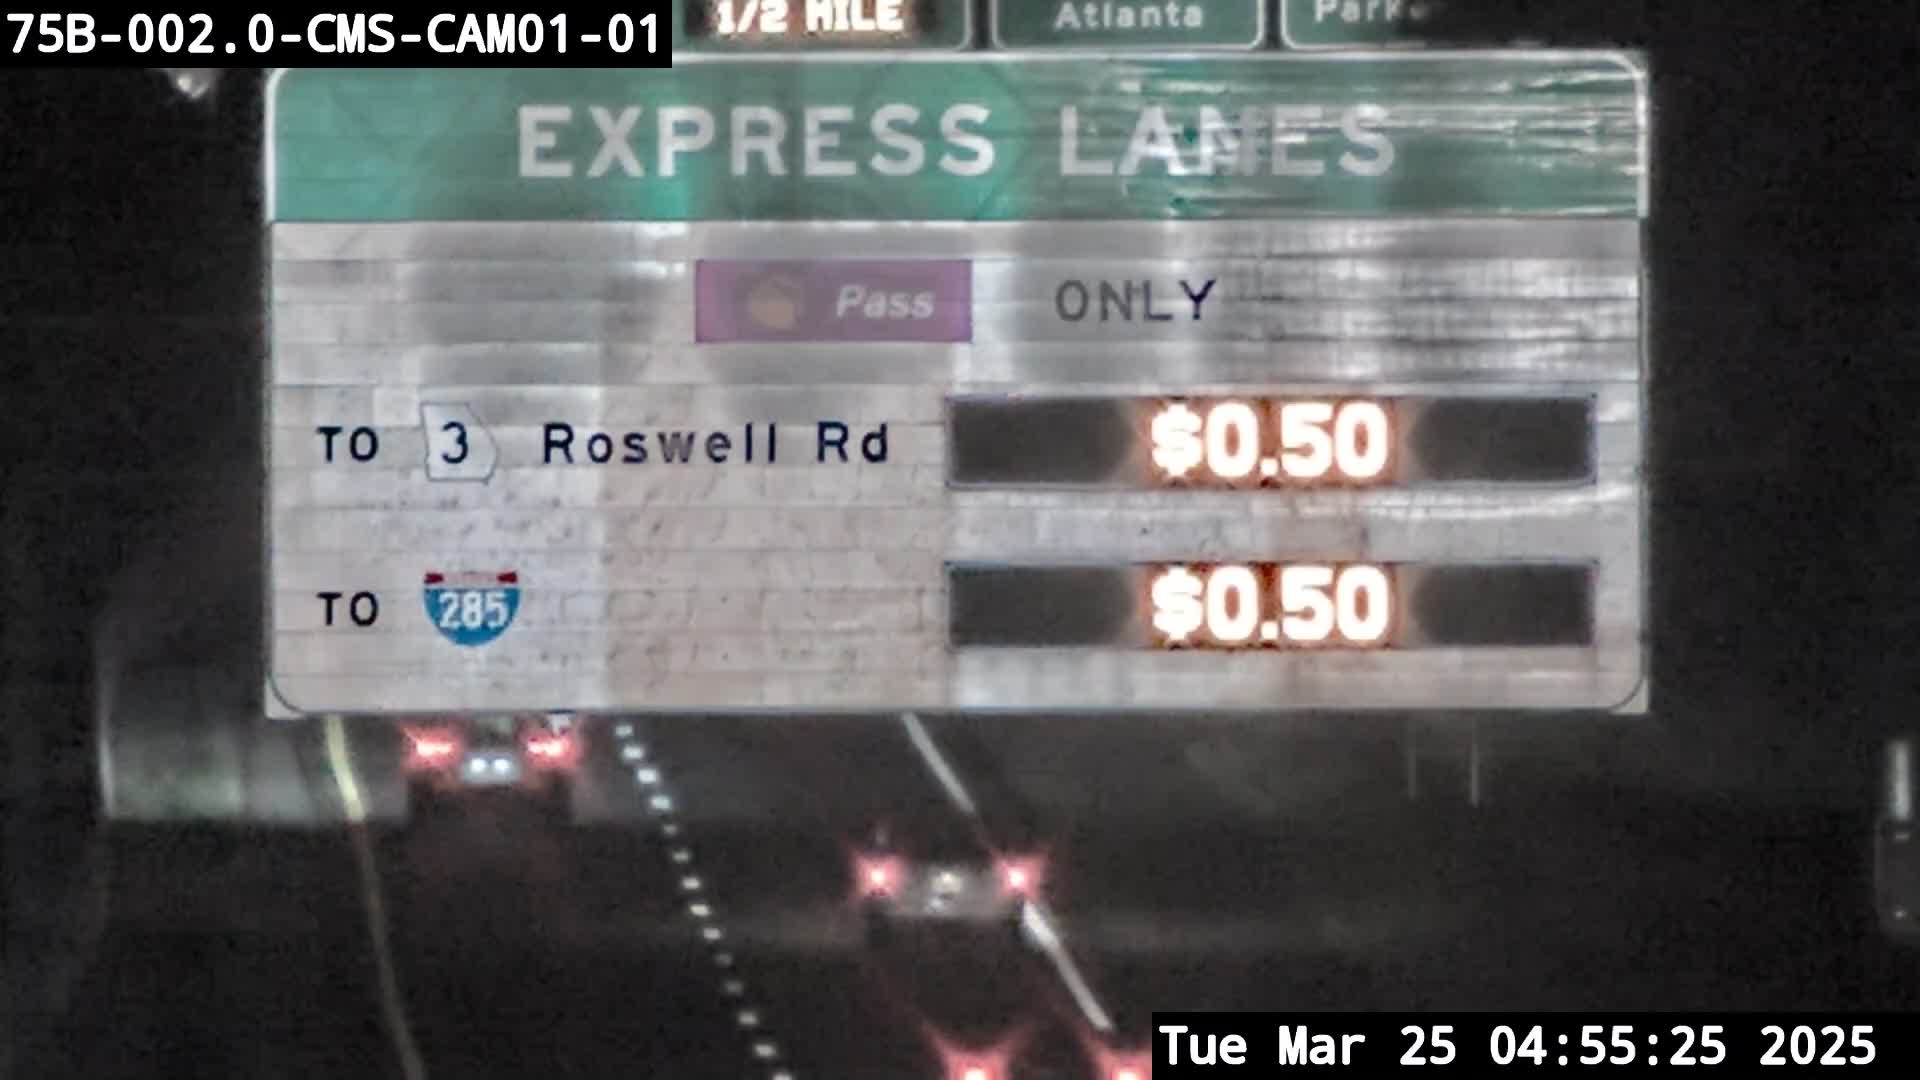 75B-002.0-CMS-CAM01-01
1/2 MILE
Atlanta
EXPRESS LANES
Pass ONLY
TO 3 Roswell Rd $0.50
TO 285 $0.50
Tue Mar 25 04:55:25 2025